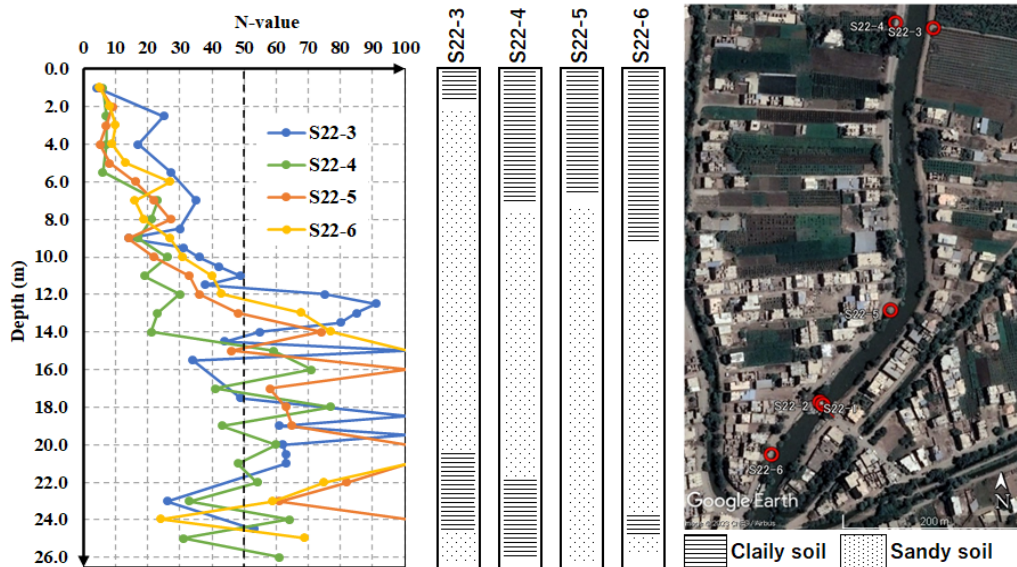 N-value
0 10 20 30 40 50 60 70 80 90 100
Depth (m)
0.0
2.0
4.0
6.0
8.0
10.0
12.0
14.0
16.0
18.0
20.0
22.0
24.0
26.0
S22-3
S22-4
S22-5
S22-6
S22-3
S22-4
S22-5
S22-6
S22-4
S22-3
S22-5
S22-2
S22-1
S22-6
Google Earth
200 m
N
Claily soil
Sandy soil